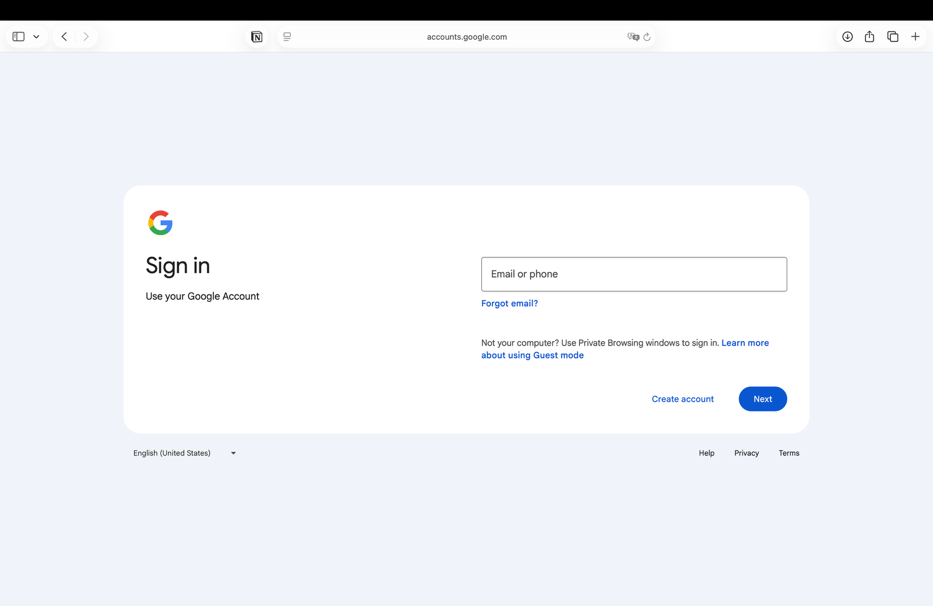 accounts.google.com
Sign in
Use your Google Account
Email or phone
Forgot email?
Not your computer? Use Private Browsing windows to sign in. Learn more
about using Guest mode
Create account
Next
English (United States)
Help
Privacy
Terms